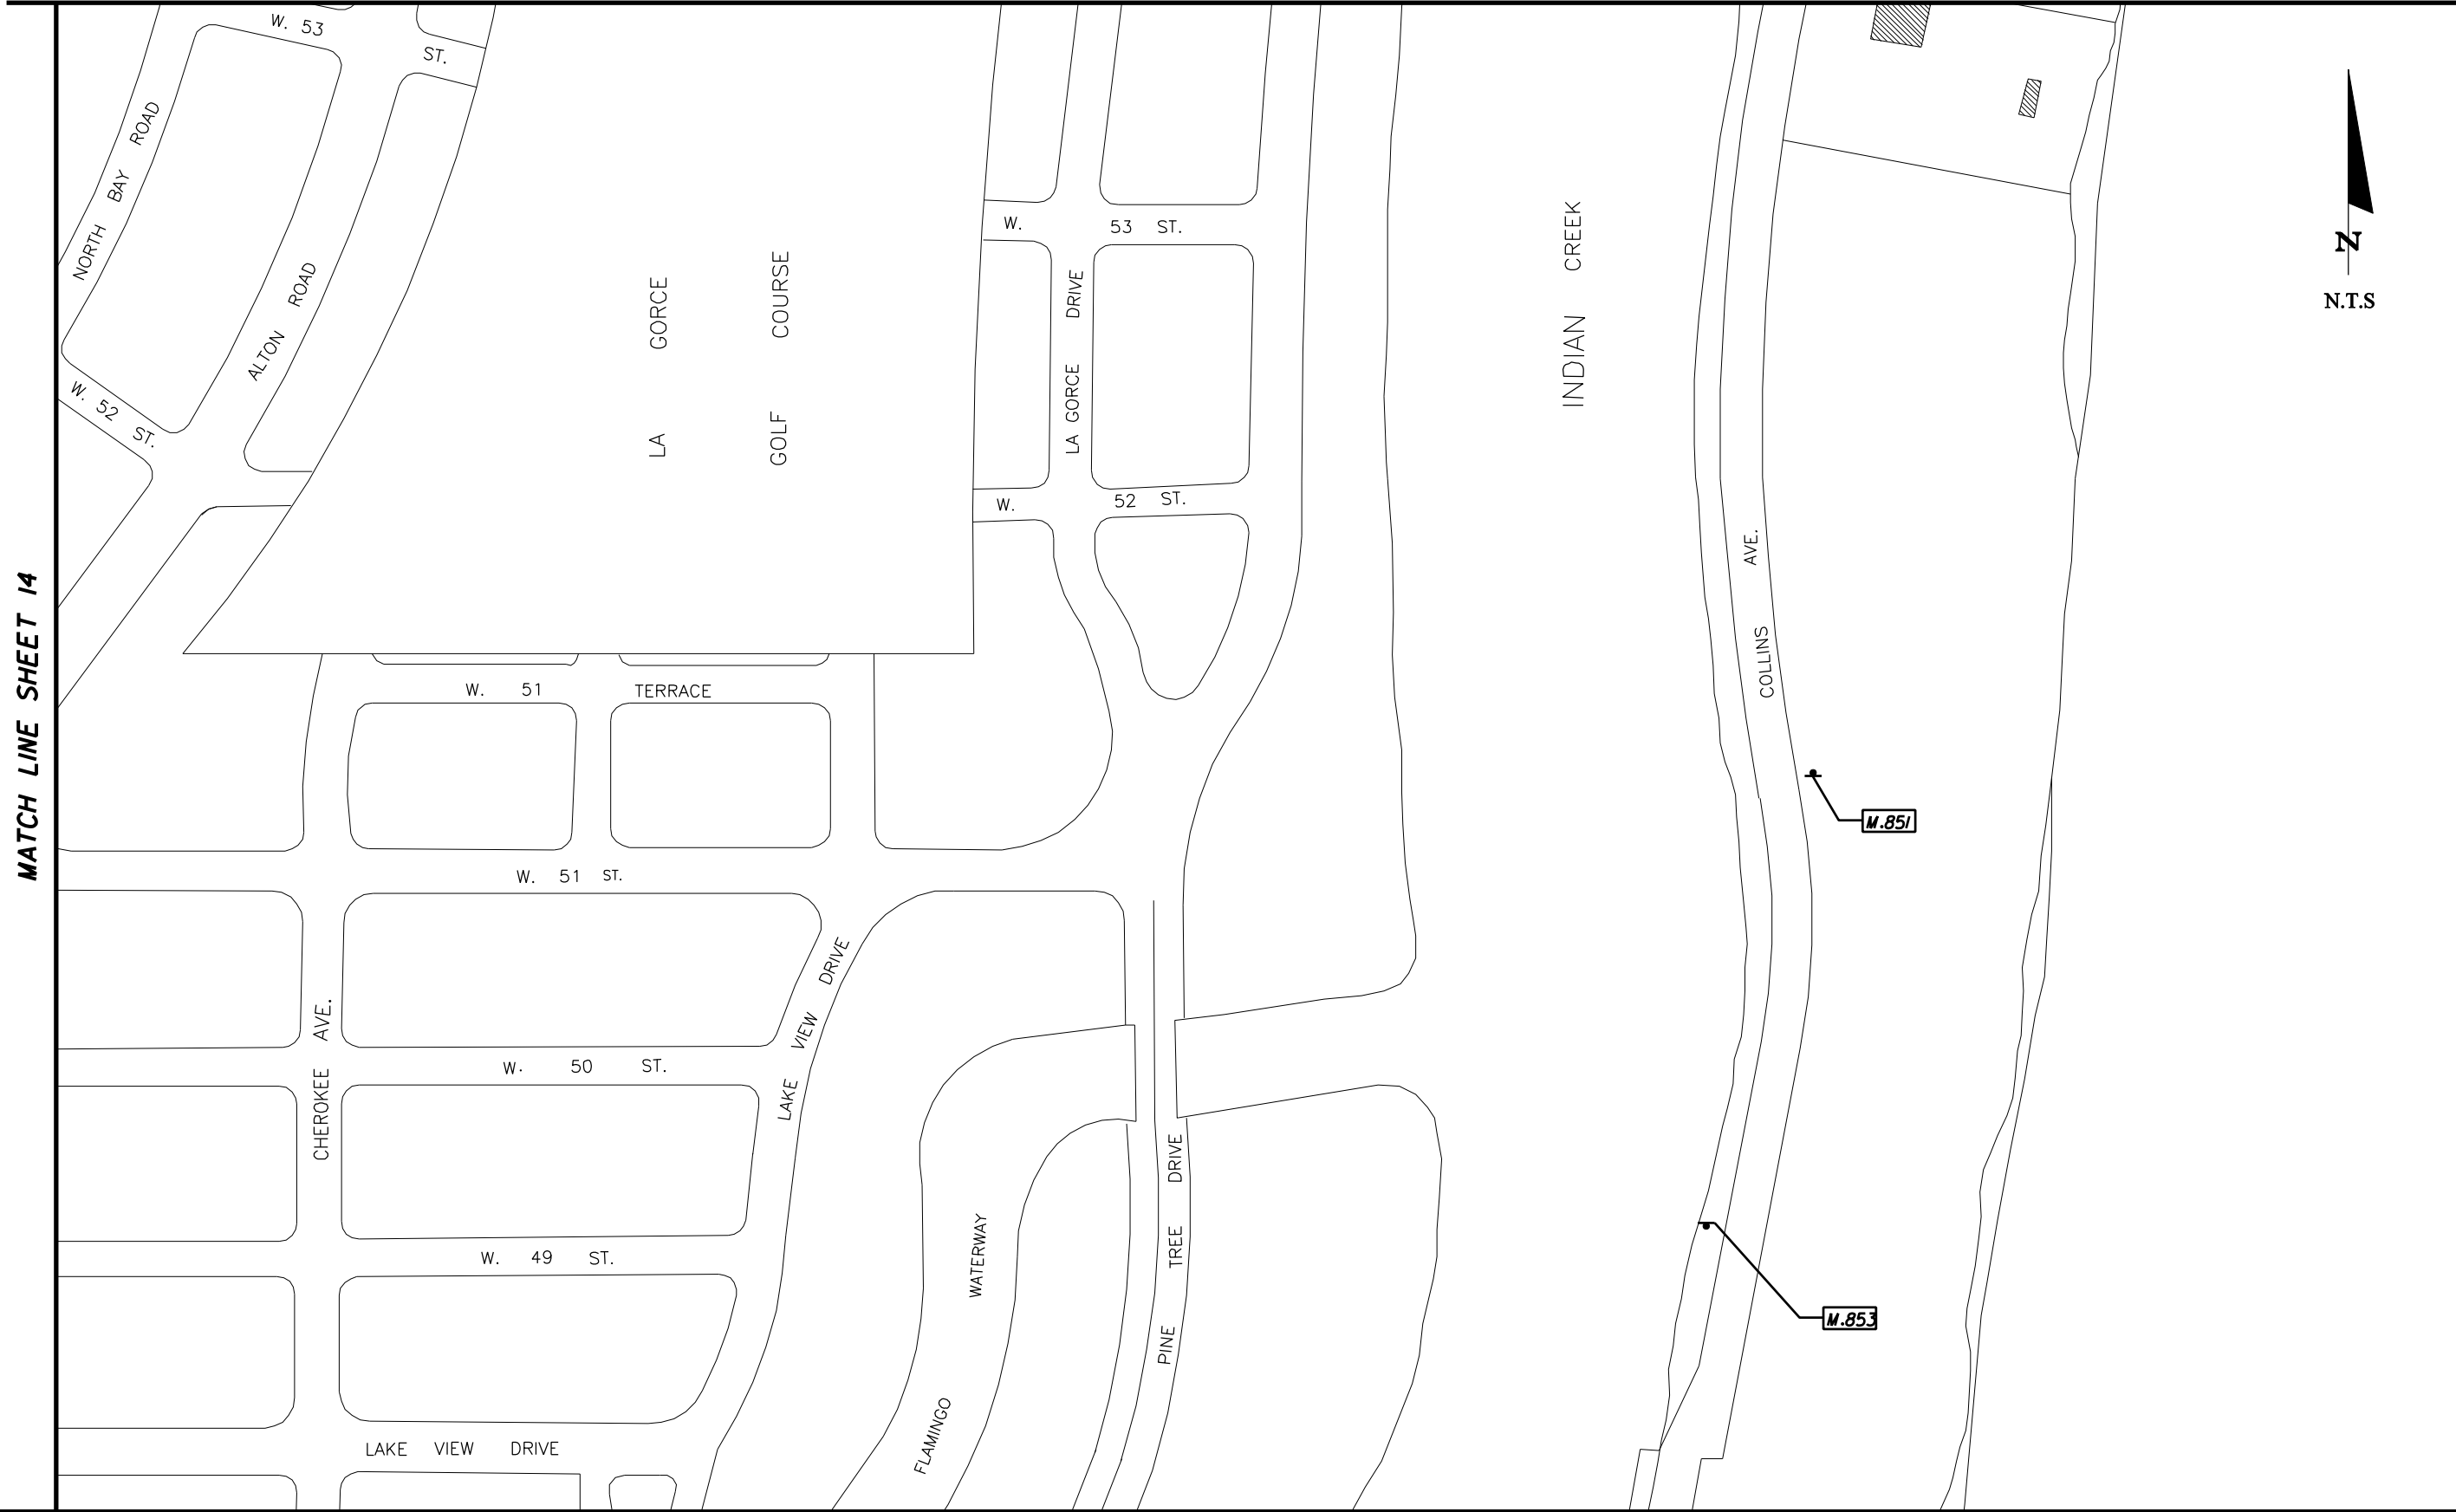 W. 53
ST.
NORTH BAY ROAD
ALTON ROAD
W. 52
ST.
LA GORCE
GOLF COURSE
W. 53 ST.
LA GORCE DRIVE
W. 52 ST.
INDIAN CREEK
N
N.T.S
COLLINS AVE.
MATCH LINE SHEET 14
W. 51 TERRACE
M.851
W. 51 ST.
CHEROKEE AVE.
LAKE VIEW DRIVE
W. 50 ST.
PINE TREE DRIVE
FLAMINGO WATERWAY
W. 49 ST.
M.853
LAKE VIEW DRIVE